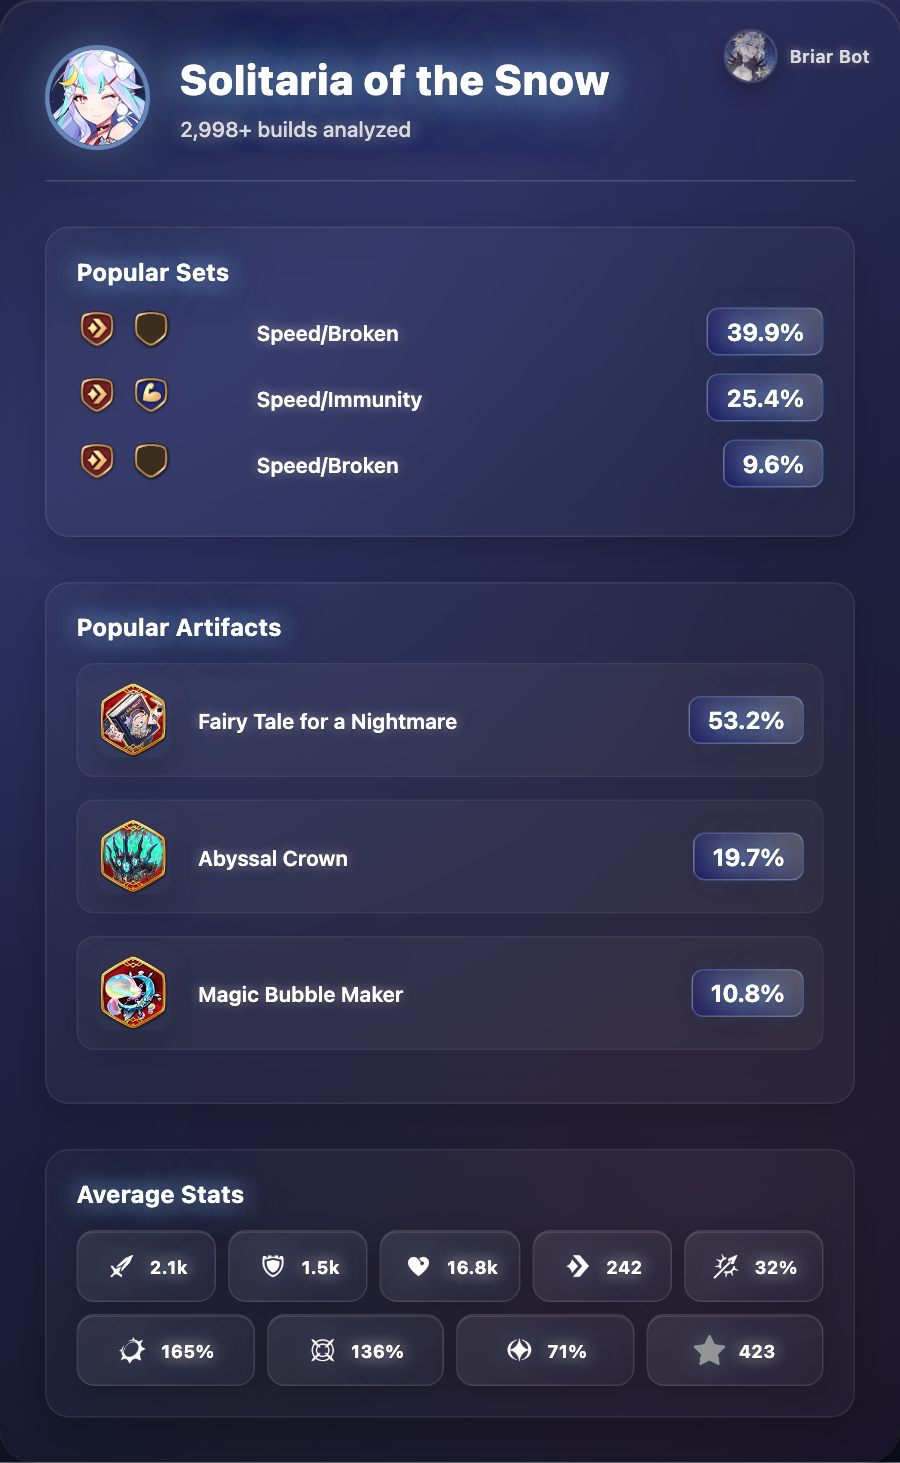 Solitaria of the Snow
2,998+ builds analyzed
Briar Bot
Popular Sets
Speed/Broken
39.9%
Speed/Immunity
25.4%
Speed/Broken
9.6%
Popular Artifacts
Fairy Tale for a Nightmare
53.2%
Abyssal Crown
19.7%
Magic Bubble Maker
10.8%
Average Stats
2.1k 1.5k 16.8k 242 32%
165% 136% 71% 423